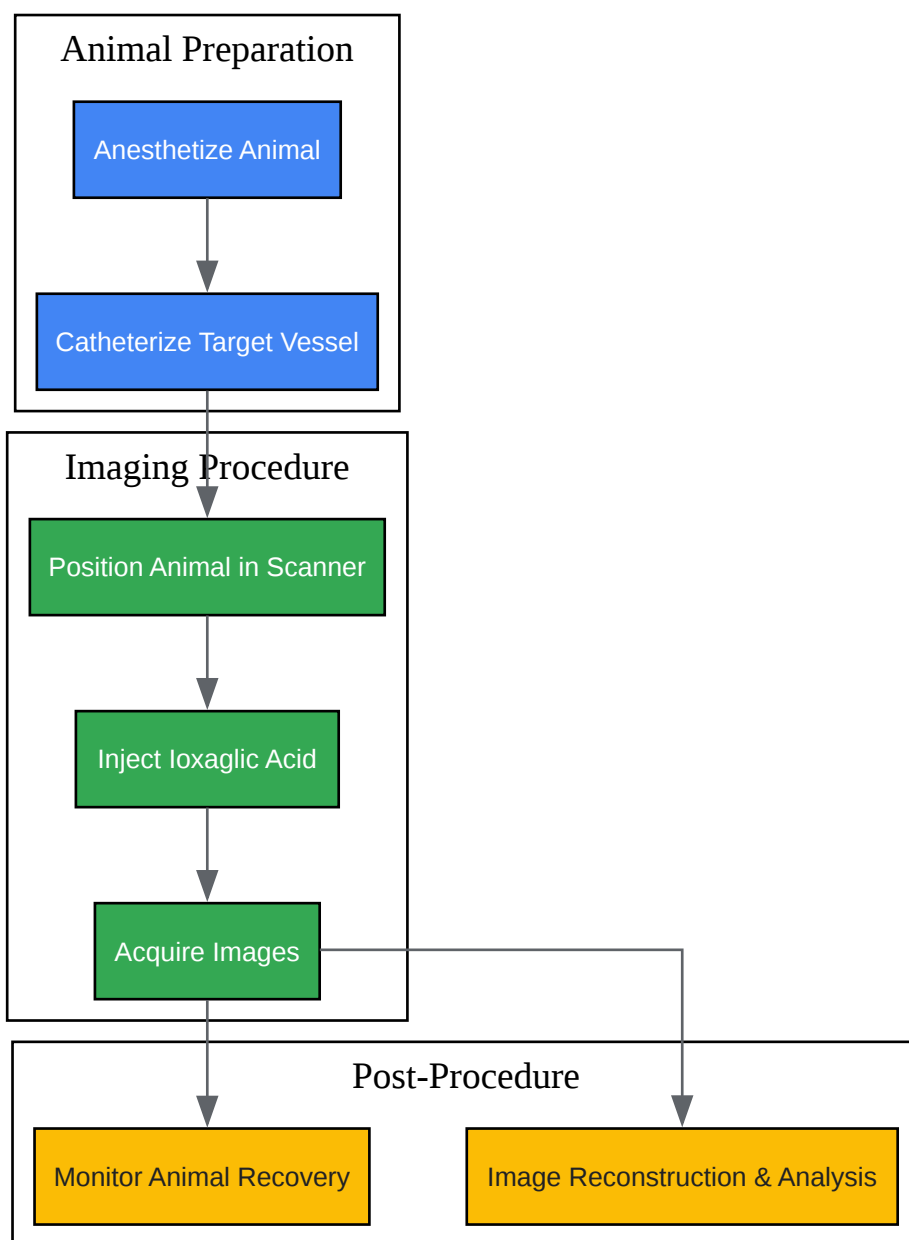 Animal Preparation
Anesthetize Animal
Catheterize Target Vessel
Imaging Procedure
Position Animal in Scanner
Inject Ioxaglic Acid
Acquire Images
Post-Procedure
Monitor Animal Recovery
Image Reconstruction & Analysis